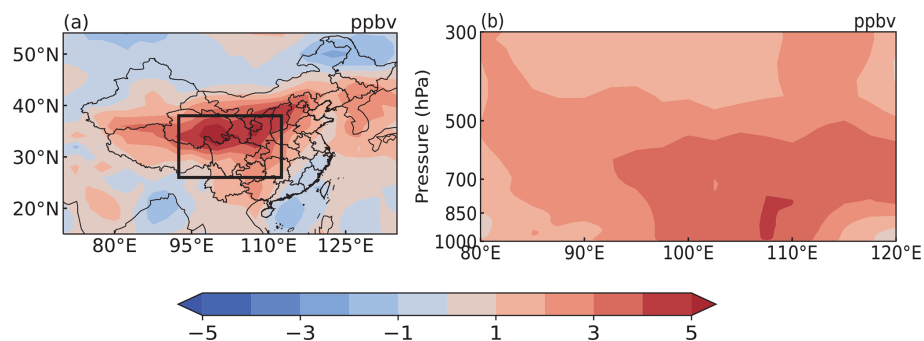 (a) ppbv
50°N
40°N
30°N
20°N
80°E 95°E 110°E 125°E
(b) ppbv
Pressure (hPa)
300
500
700
850
1000
80°E 90°E 100°E 110°E 120°E
−5 −3 −1 1 3 5